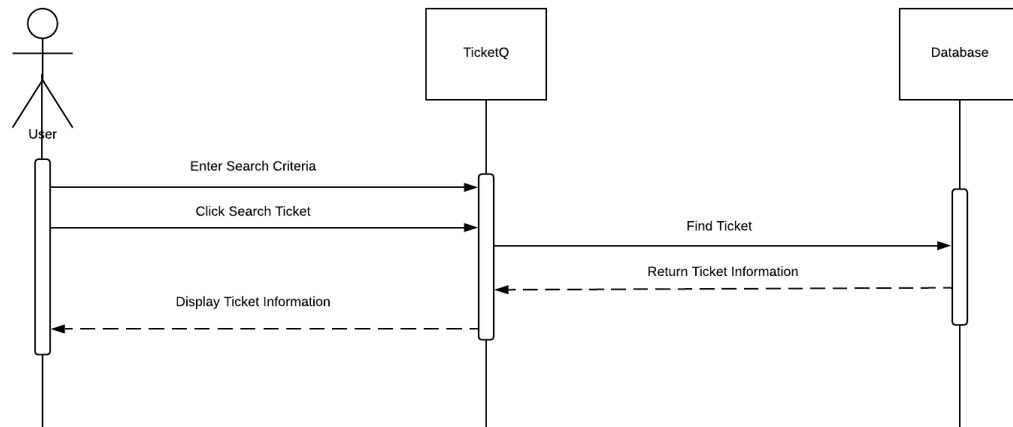 TicketQ
Database
User
Enter Search Criteria
Click Search Ticket
Find Ticket
Return Ticket Information
Display Ticket Information